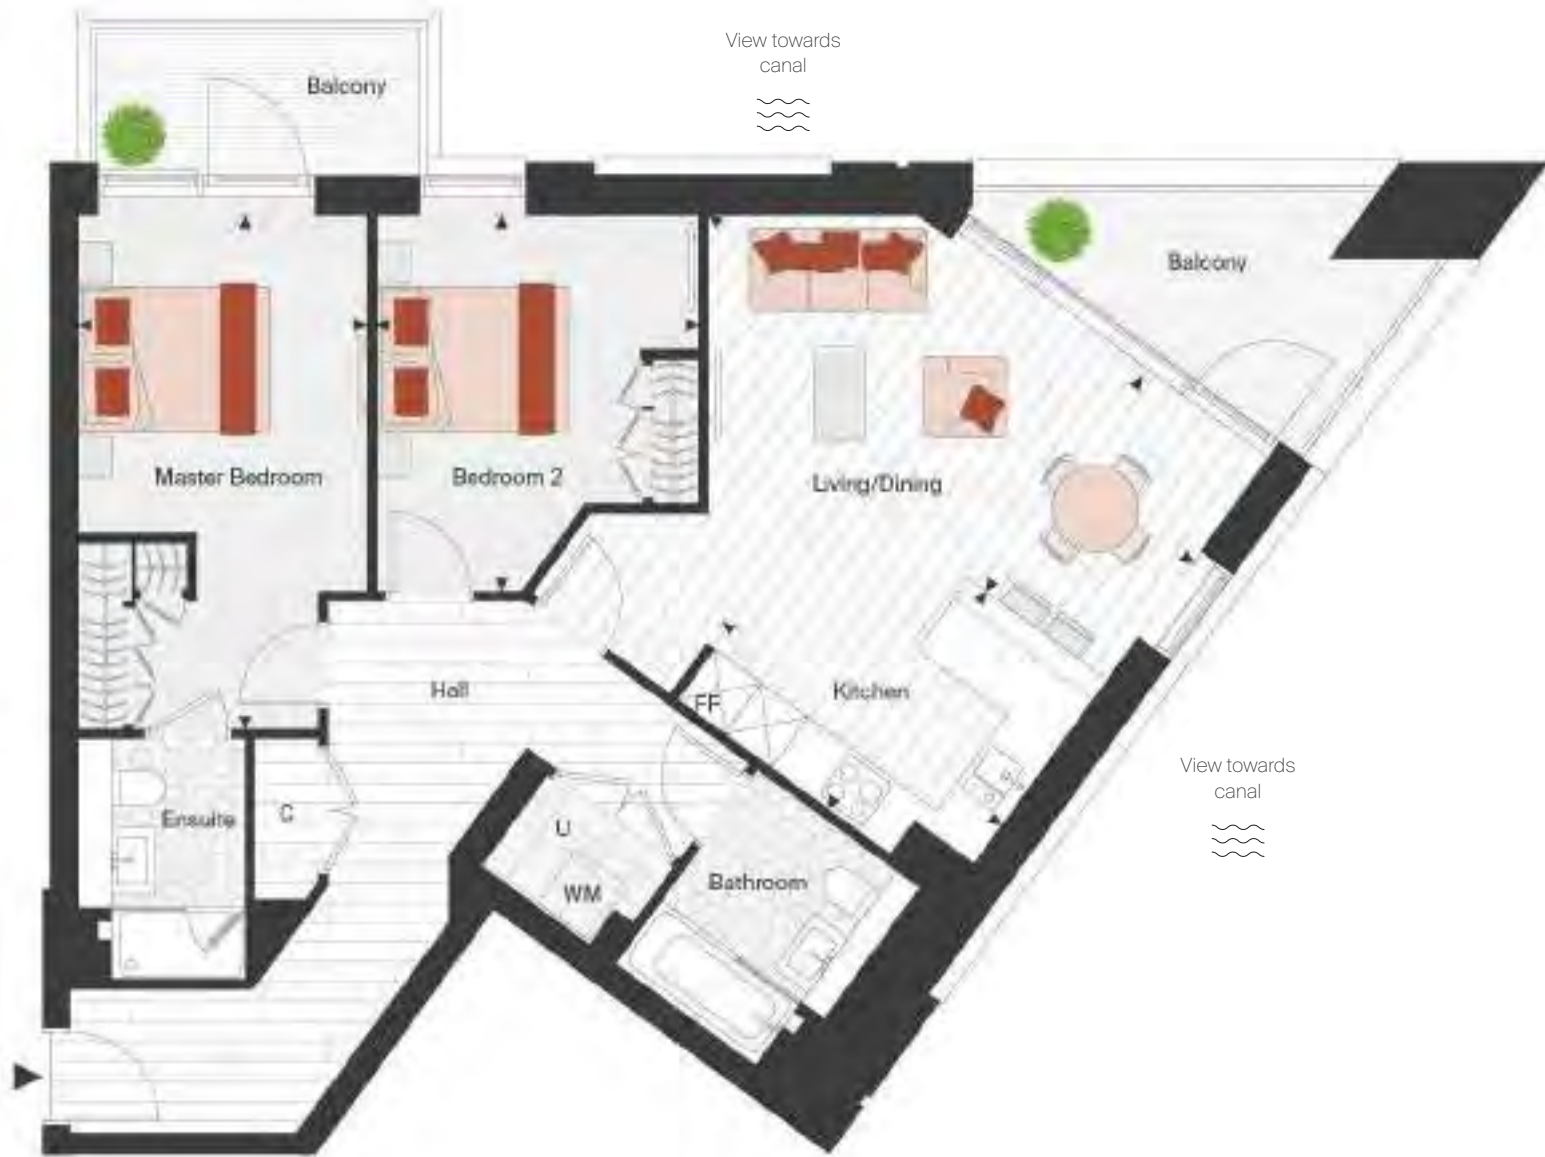 View towards
canal
Balcony
Balcony
Master Bedroom
Bedroom 2
Living/Dining
Hall
Kitchen
FF
View towards
canal
Ensuite
C
U
WM
Bathroom